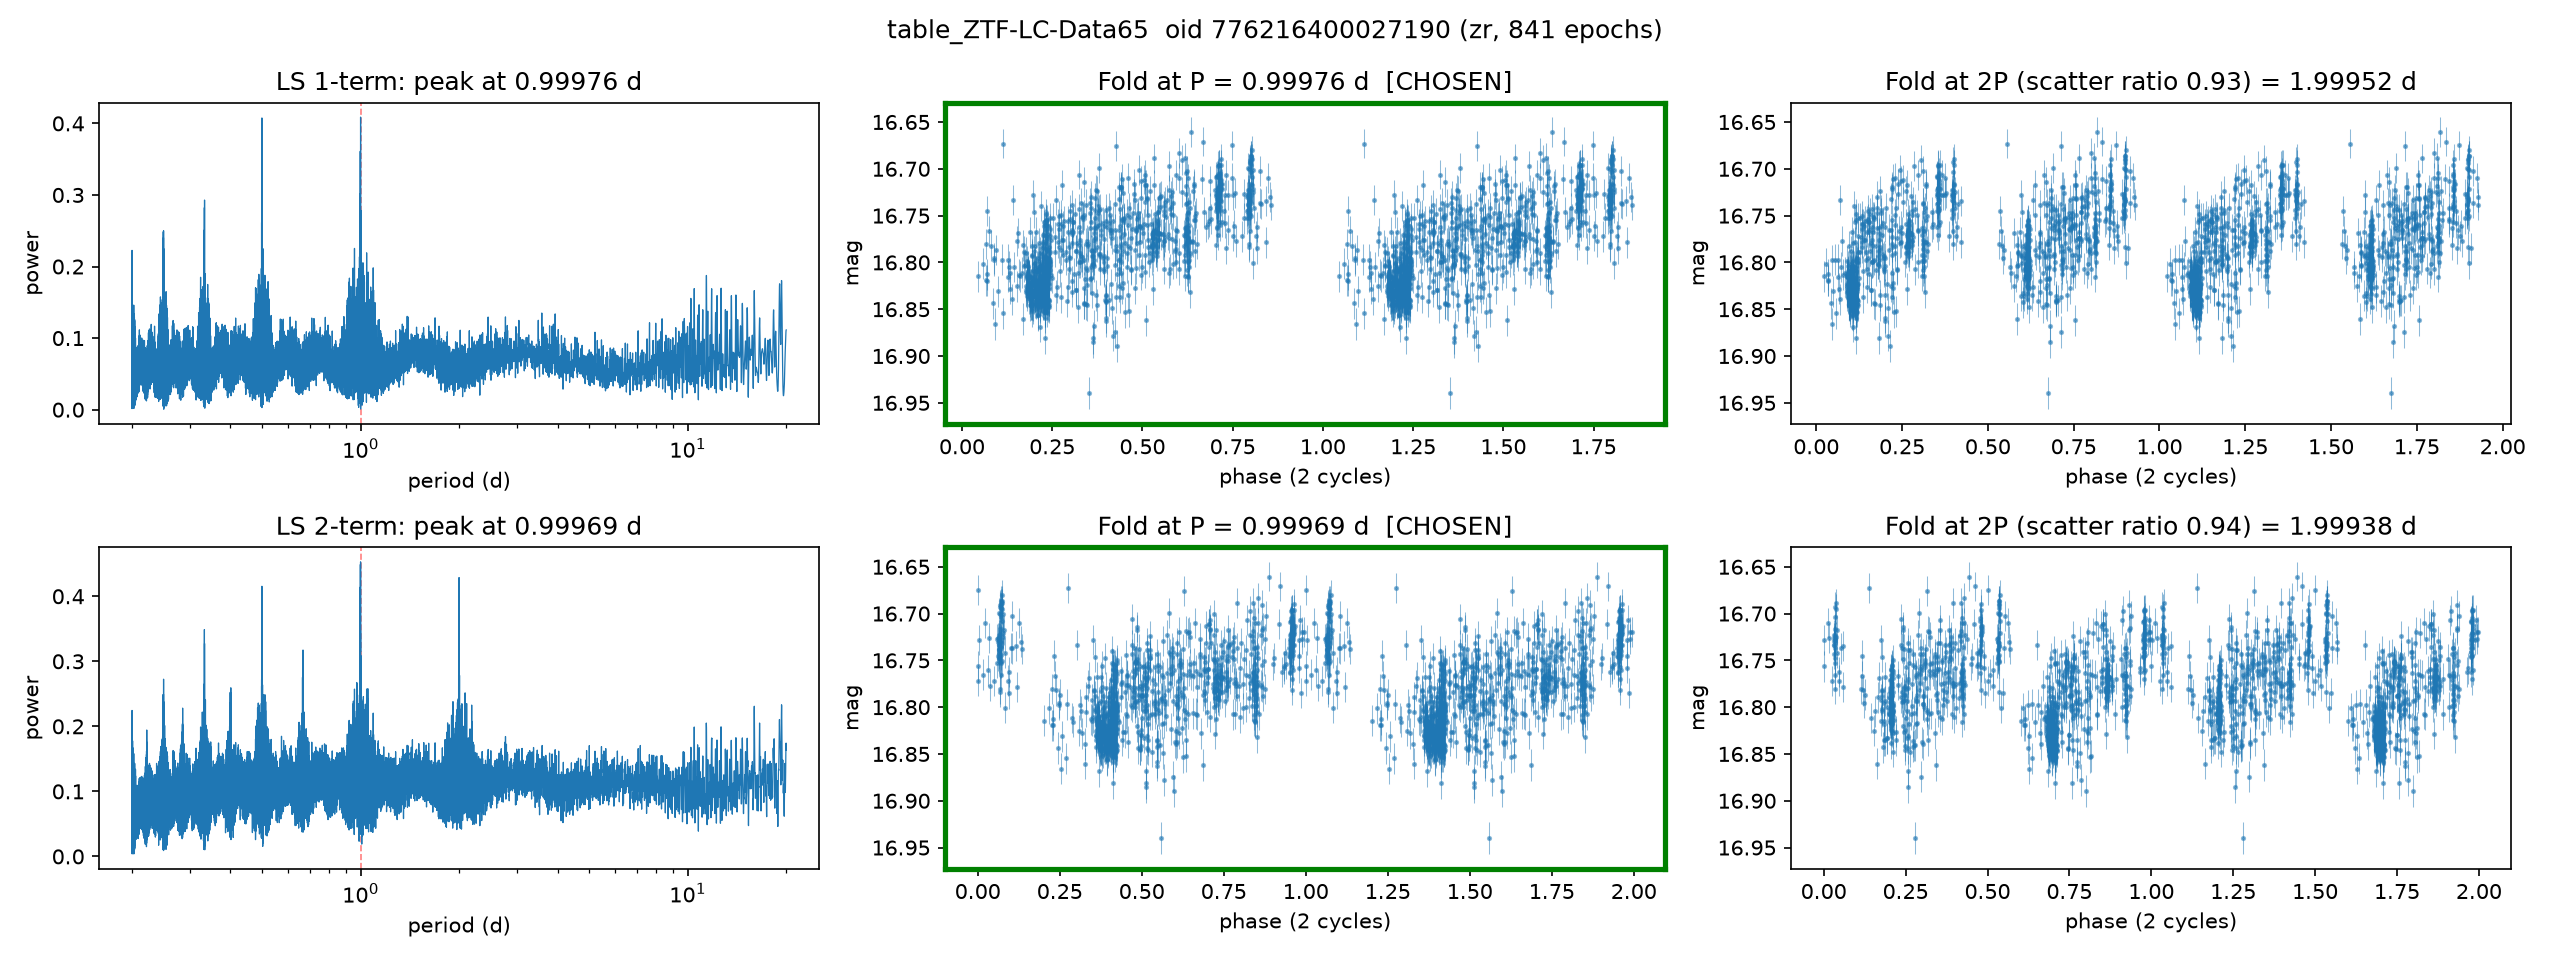 table_ZTF-LC-Data65  oid 776216400027190 (zr, 841 epochs)
LS 1-term: peak at 0.99976 d
power
0.4
0.3
0.2
0.1
0.0
10⁰
10¹
period (d)
Fold at P = 0.99976 d  [CHOSEN]
mag
16.65
16.70
16.75
16.80
16.85
16.90
16.95
0.00 0.25 0.50 0.75 1.00 1.25 1.50 1.75
phase (2 cycles)
Fold at 2P (scatter ratio 0.93) = 1.99952 d
mag
16.65
16.70
16.75
16.80
16.85
16.90
16.95
0.00 0.25 0.50 0.75 1.00 1.25 1.50 1.75 2.00
phase (2 cycles)
LS 2-term: peak at 0.99969 d
power
0.4
0.3
0.2
0.1
0.0
10⁰
10¹
period (d)
Fold at P = 0.99969 d  [CHOSEN]
mag
16.65
16.70
16.75
16.80
16.85
16.90
16.95
0.00 0.25 0.50 0.75 1.00 1.25 1.50 1.75 2.00
phase (2 cycles)
Fold at 2P (scatter ratio 0.94) = 1.99938 d
mag
16.65
16.70
16.75
16.80
16.85
16.90
16.95
0.00 0.25 0.50 0.75 1.00 1.25 1.50 1.75 2.00
phase (2 cycles)